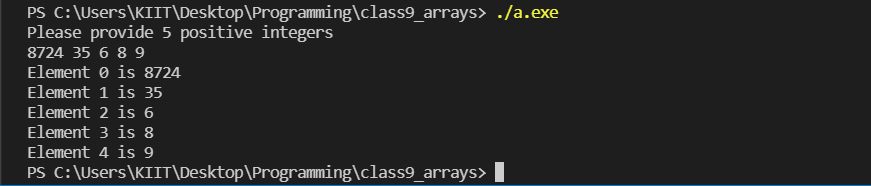 PS C:\Users\KIIT\Desktop\Programming\class9_arrays> ./a.exe
Please provide 5 positive integers
8724 35 6 8 9
Element 0 is 8724
Element 1 is 35
Element 2 is 6
Element 3 is 8
Element 4 is 9
PS C:\Users\KIIT\Desktop\Programming\class9_arrays>